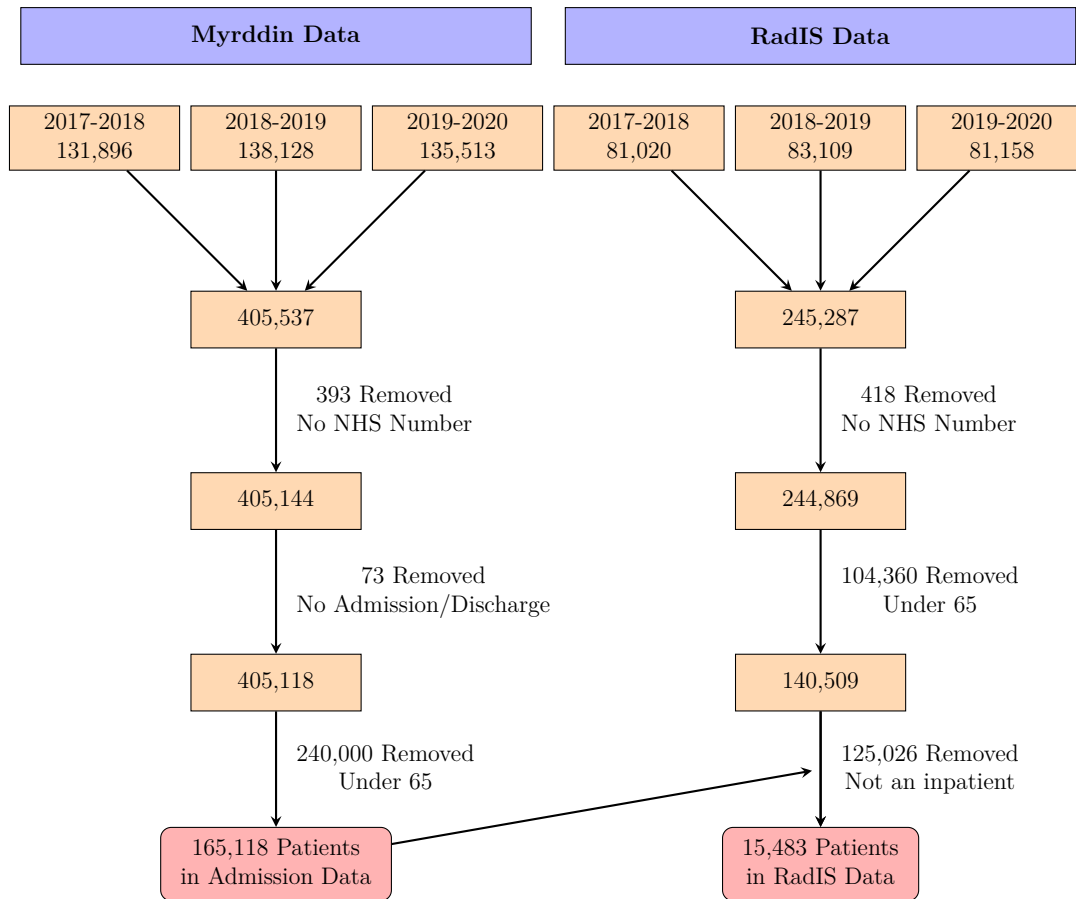 Myrddin Data
RadIS Data
2017-2018
131,896
2018-2019
138,128
2019-2020
135,513
2017-2018
81,020
2018-2019
83,109
2019-2020
81,158
405,537
245,287
393 Removed
No NHS Number
418 Removed
No NHS Number
405,144
244,869
73 Removed
No Admission/Discharge
104,360 Removed
Under 65
405,118
140,509
240,000 Removed
Under 65
125,026 Removed
Not an inpatient
165,118 Patients
in Admission Data
15,483 Patients
in RadIS Data